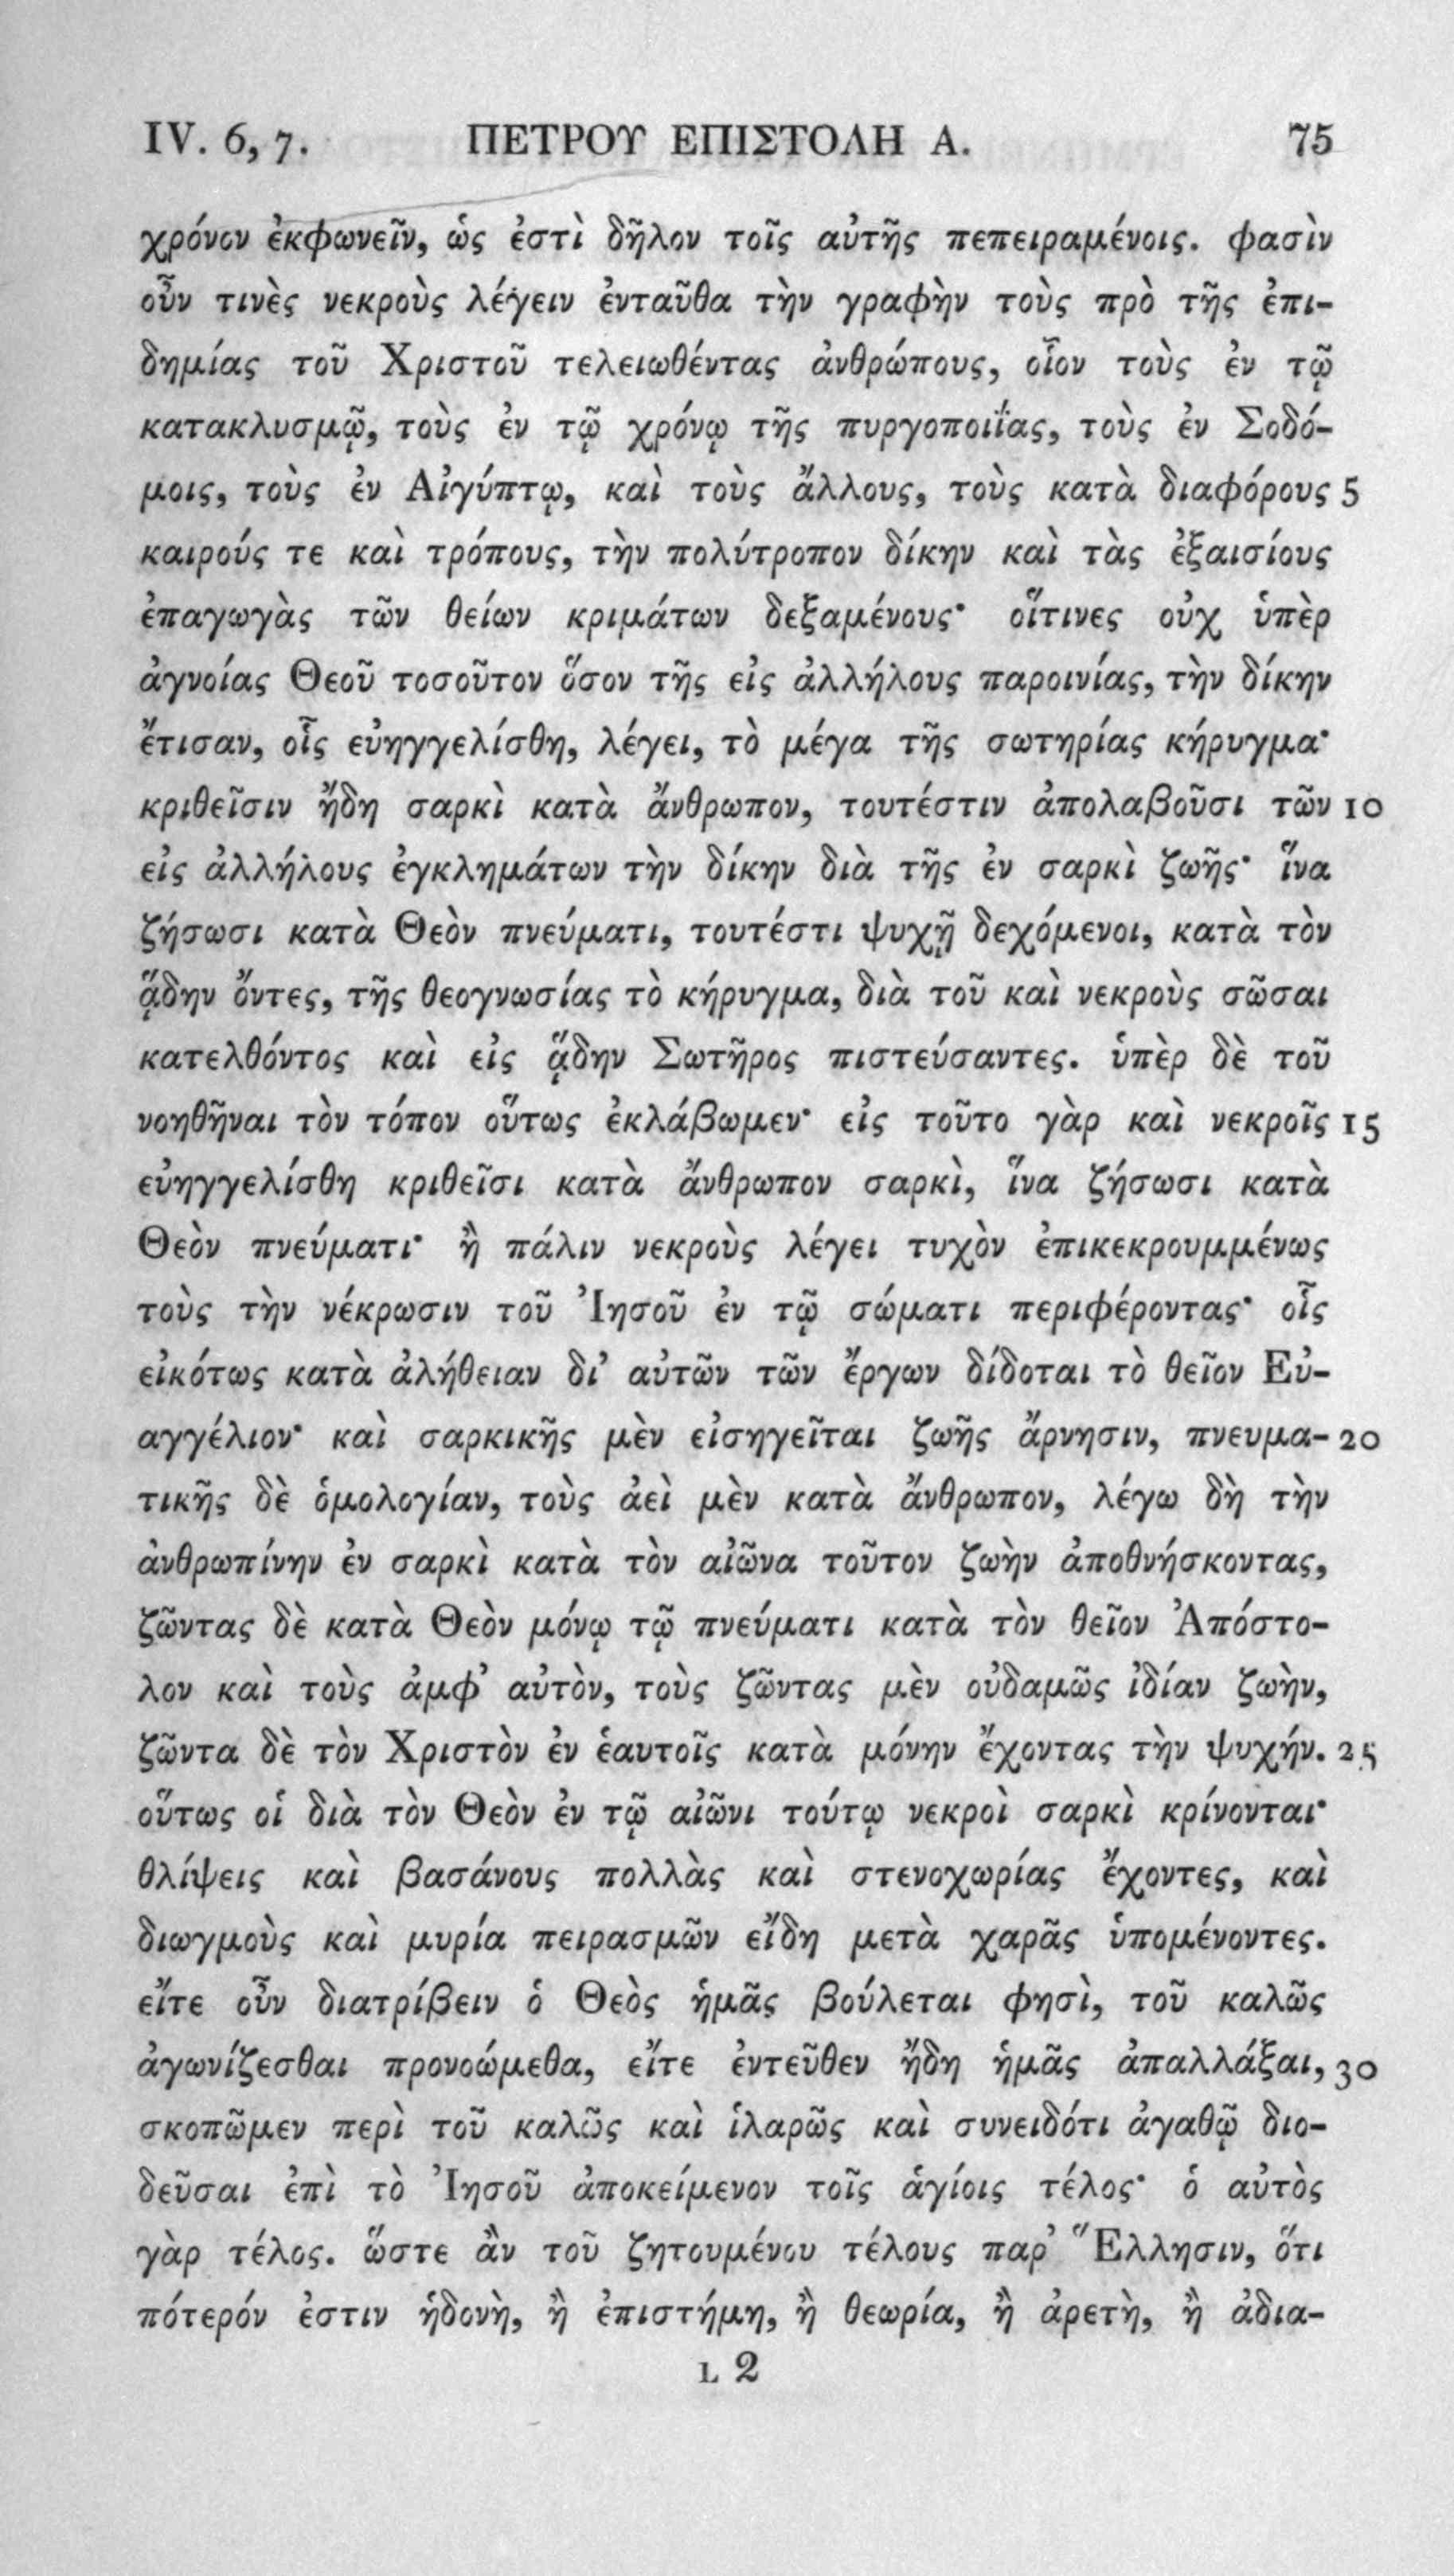 IV. 6, 7. ΠΕΤΡΟΥ ΕΠΙΣΤΟΛΗ Α. 75
χρόνον ἐκφωνεῖν, ὡς ἐστὶ δῆλον τοῖς αὐτῆς πεπειραμένοις. φασὶν
οὖν τινὲς νεκροὺς λέγειν ἐνταῦθα τὴν γραφὴν τοὺς πρὸ τῆς ἐπι-
δημίας τοῦ Χριστοῦ τελειωθέντας ἀνθρώπους, οἷον τοὺς ἐν τῷ
κατακλυσμῷ, τοὺς ἐν τῷ χρόνῳ τῆς πυργοποιΐας, τοὺς ἐν Σοδό-
μοις, τοὺς ἐν Αἰγύπτῳ, καὶ τοὺς ἄλλους, τοὺς κατὰ διαφόρους 5
καιρούς τε καὶ τρόπους, τὴν πολύτροπον δίκην καὶ τὰς ἐξαισίους
ἐπαγωγὰς τῶν θείων κριμάτων δεξαμένους· οἵτινες οὐχ ὑπὲρ
ἀγνοίας Θεοῦ τοσοῦτον ὅσον τῆς εἰς ἀλλήλους παροινίας, τὴν δίκην
ἔτισαν, οἷς εὐηγγελίσθη, λέγει, τὸ μέγα τῆς σωτηρίας κήρυγμα·
κριθεῖσιν ἤδη σαρκὶ κατὰ ἄνθρωπον, τουτέστιν ἀπολαβοῦσι τῶν 10
εἰς ἀλλήλους ἐγκλημάτων τὴν δίκην διὰ τῆς ἐν σαρκὶ ζωῆς· ἵνα
ζήσωσι κατὰ Θεὸν πνεύματι, τουτέστι ψυχῇ δεχόμενοι, κατὰ τὸν
ᾅδην ὄντες, τῆς θεογνωσίας τὸ κήρυγμα, διὰ τοῦ καὶ νεκροὺς σῶσαι
κατελθόντος καὶ εἰς ᾅδην Σωτῆρος πιστεύσαντες. ὑπὲρ δὲ τοῦ
νοηθῆναι τὸν τόπον οὕτως ἐκλάβωμεν· εἰς τοῦτο γὰρ καὶ νεκροῖς 15
εὐηγγελίσθη κριθεῖσι κατὰ ἄνθρωπον σαρκὶ, ἵνα ζήσωσι κατὰ
Θεὸν πνεύματι· ἢ πάλιν νεκροὺς λέγει τυχὸν ἐπικεκρουμμένως
τοὺς τὴν νέκρωσιν τοῦ Ἰησοῦ ἐν τῷ σώματι περιφέροντας· οἷς
εἰκότως κατὰ ἀλήθειαν δι’ αὐτῶν τῶν ἔργων δίδοται τὸ θεῖον Εὐ-
αγγέλιον· καὶ σαρκικῆς μὲν εἰσηγεῖται ζωῆς ἄρνησιν, πνευμα- 20
τικῆς δὲ ὁμολογίαν, τοὺς ἀεὶ μὲν κατὰ ἄνθρωπον, λέγω δὴ τὴν
ἀνθρωπίνην ἐν σαρκὶ κατὰ τὸν αἰῶνα τοῦτον ζωὴν ἀποθνήσκοντας,
ζῶντας δὲ κατὰ Θεὸν μόνῳ τῷ πνεύματι κατὰ τὸν θεῖον Ἀπόστο-
λον καὶ τοὺς ἀμφ’ αὐτὸν, τοὺς ζῶντας μὲν οὐδαμῶς ἰδίαν ζωὴν,
ζῶντα δὲ τὸν Χριστὸν ἐν ἑαυτοῖς κατὰ μόνην ἔχοντας τὴν ψυχήν. 25
οὕτως οἱ διὰ τὸν Θεὸν ἐν τῷ αἰῶνι τούτῳ νεκροὶ σαρκὶ κρίνονται·
θλίψεις καὶ βασάνους πολλὰς καὶ στενοχωρίας ἔχοντες, καὶ
διωγμοὺς καὶ μυρία πειρασμῶν εἴδη μετὰ χαρᾶς ὑπομένοντες.
εἴτε οὖν διατρίβειν ὁ Θεὸς ἡμᾶς βούλεται φησὶ, τοῦ καλῶς
ἀγωνίζεσθαι προνοώμεθα, εἴτε ἐντεῦθεν ἤδη ἡμᾶς ἀπαλλάξαι, 30
σκοπῶμεν περὶ τοῦ καλῶς καὶ ἱλαρῶς καὶ συνειδότι ἀγαθῷ διο-
δεῦσαι ἐπὶ τὸ Ἰησοῦ ἀποκείμενον τοῖς ἁγίοις τέλος· ὁ αὐτὸς
γὰρ τέλος. ὥστε ἂν τοῦ ζητουμένου τέλους παρ’ Ἕλλησιν, ὅτι
πότερόν ἐστιν ἡδονὴ, ἢ ἐπιστήμη, ἢ θεωρία, ἢ ἀρετὴ, ἢ ἀδια-
L 2